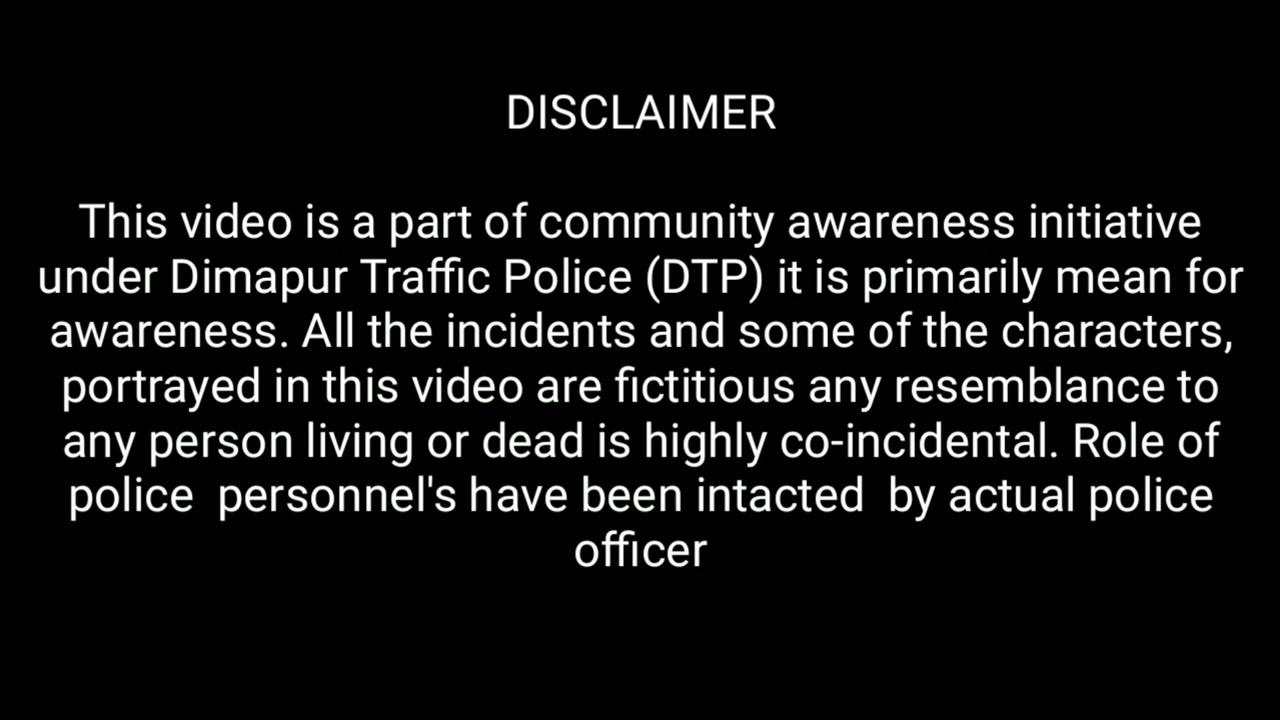 DISCLAIMER
This video is a part of community awareness initiative
under Dimapur Traffic Police (DTP) it is primarily mean for
awareness. All the incidents and some of the characters,
portrayed in this video are fictitious any resemblance to
any person living or dead is highly co-incidental. Role of
police  personnel's have been intacted  by actual police
officer